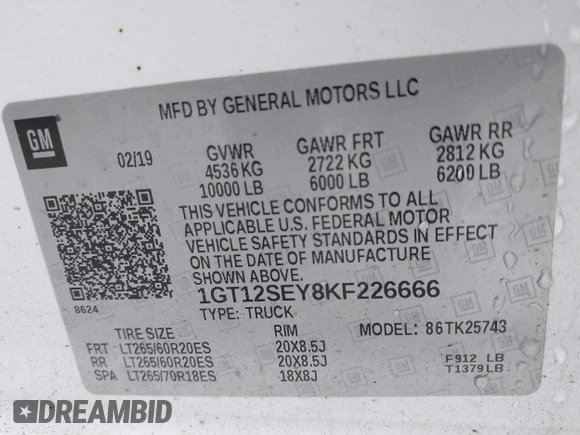 MFD BY GENERAL MOTORS LLC
GM
02/19
GVWR
4536 KG
10000 LB
GAWR FRT
2722 KG
6000 LB
GAWR RR
2812 KG
6200 LB
THIS VEHICLE CONFORMS TO ALL
APPLICABLE U.S. FEDERAL MOTOR
VEHICLE SAFETY STANDARDS IN EFFECT
ON THE DATE OF MANUFACTURE
SHOWN ABOVE.
8624
1GT12SEY8KF226666
TYPE: TRUCK
MODEL: 86TK25743
TIRE SIZE RIM
FRT LT265/60R20ES 20X8.5J
RR LT265/60R20ES 20X8.5J
SPA LT265/70R18ES 18X8J
F912 LB
T1379LB
DREAMBID